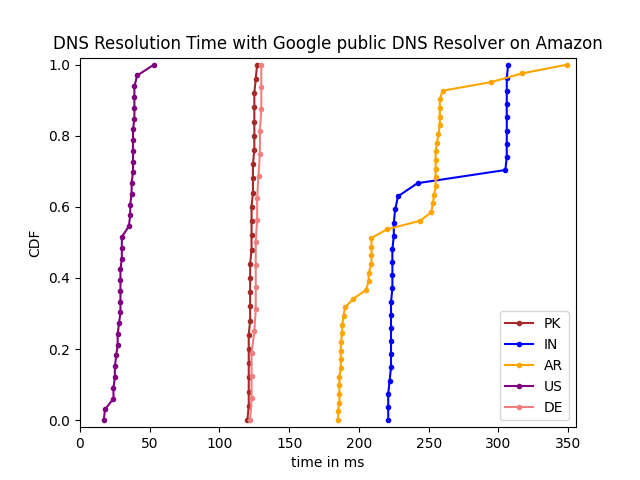 DNS Resolution Time with Google public DNS Resolver on Amazon
1.0
0.8
0.6
0.4
0.2
0.0
CDF
0 50 100 150 200 250 300 350
time in ms
PK
IN
AR
US
DE